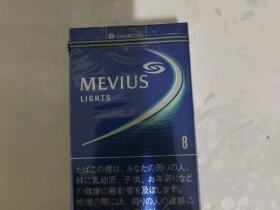 CHARCOAL
MEVIUS
LIGHTS
8
たばこの煙は、あなたの周りの人、
特に乳幼児、子供、お年寄りなど
の健康に悪影響を及ぼします。
喫煙の際には、周りの人の迷惑に